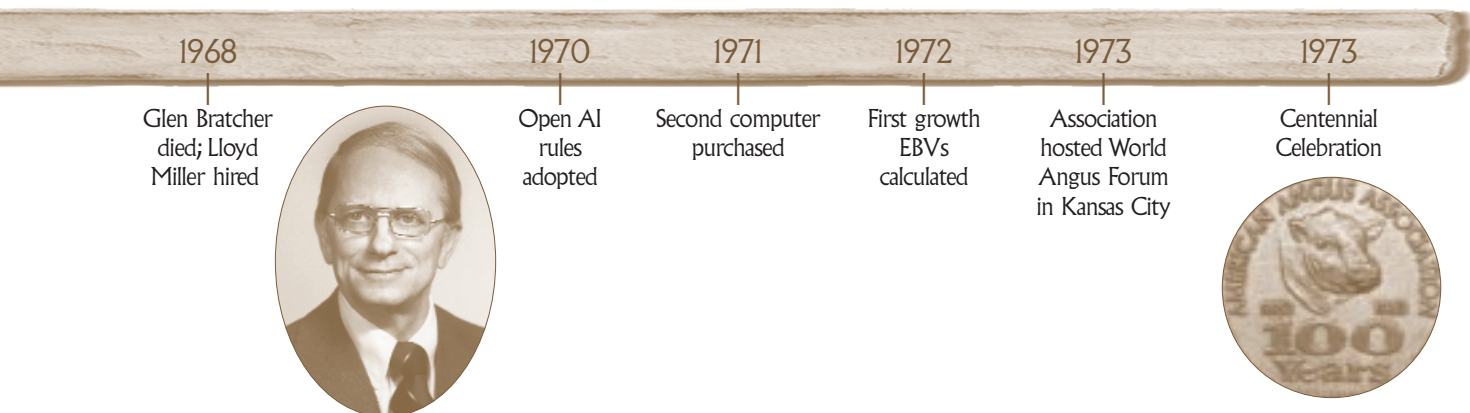 1968
Glen Bratcher
died; Lloyd
Miller hired
1970
Open AI
rules
adopted
1971
Second computer
purchased
1972
First growth
EBVs
calculated
1973
Association
hosted World
Angus Forum
in Kansas City
1973
Centennial
Celebration
AMERICAN ANGUS ASSOCIATION
100
Years